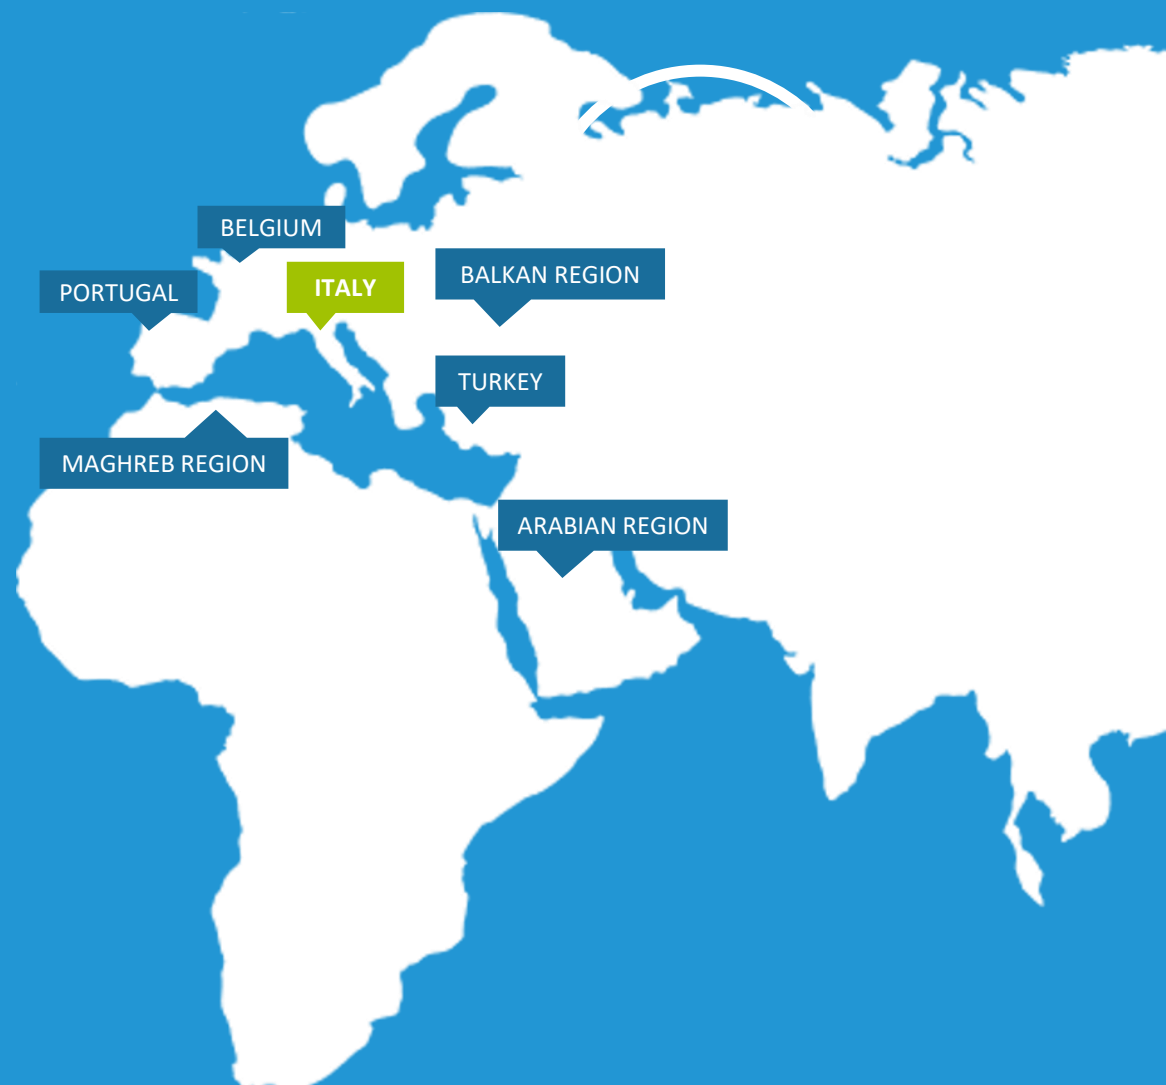 BELGIUM
BALKAN REGION
ITALY
PORTUGAL
TURKEY
MAGHREB REGION
ARABIAN REGION